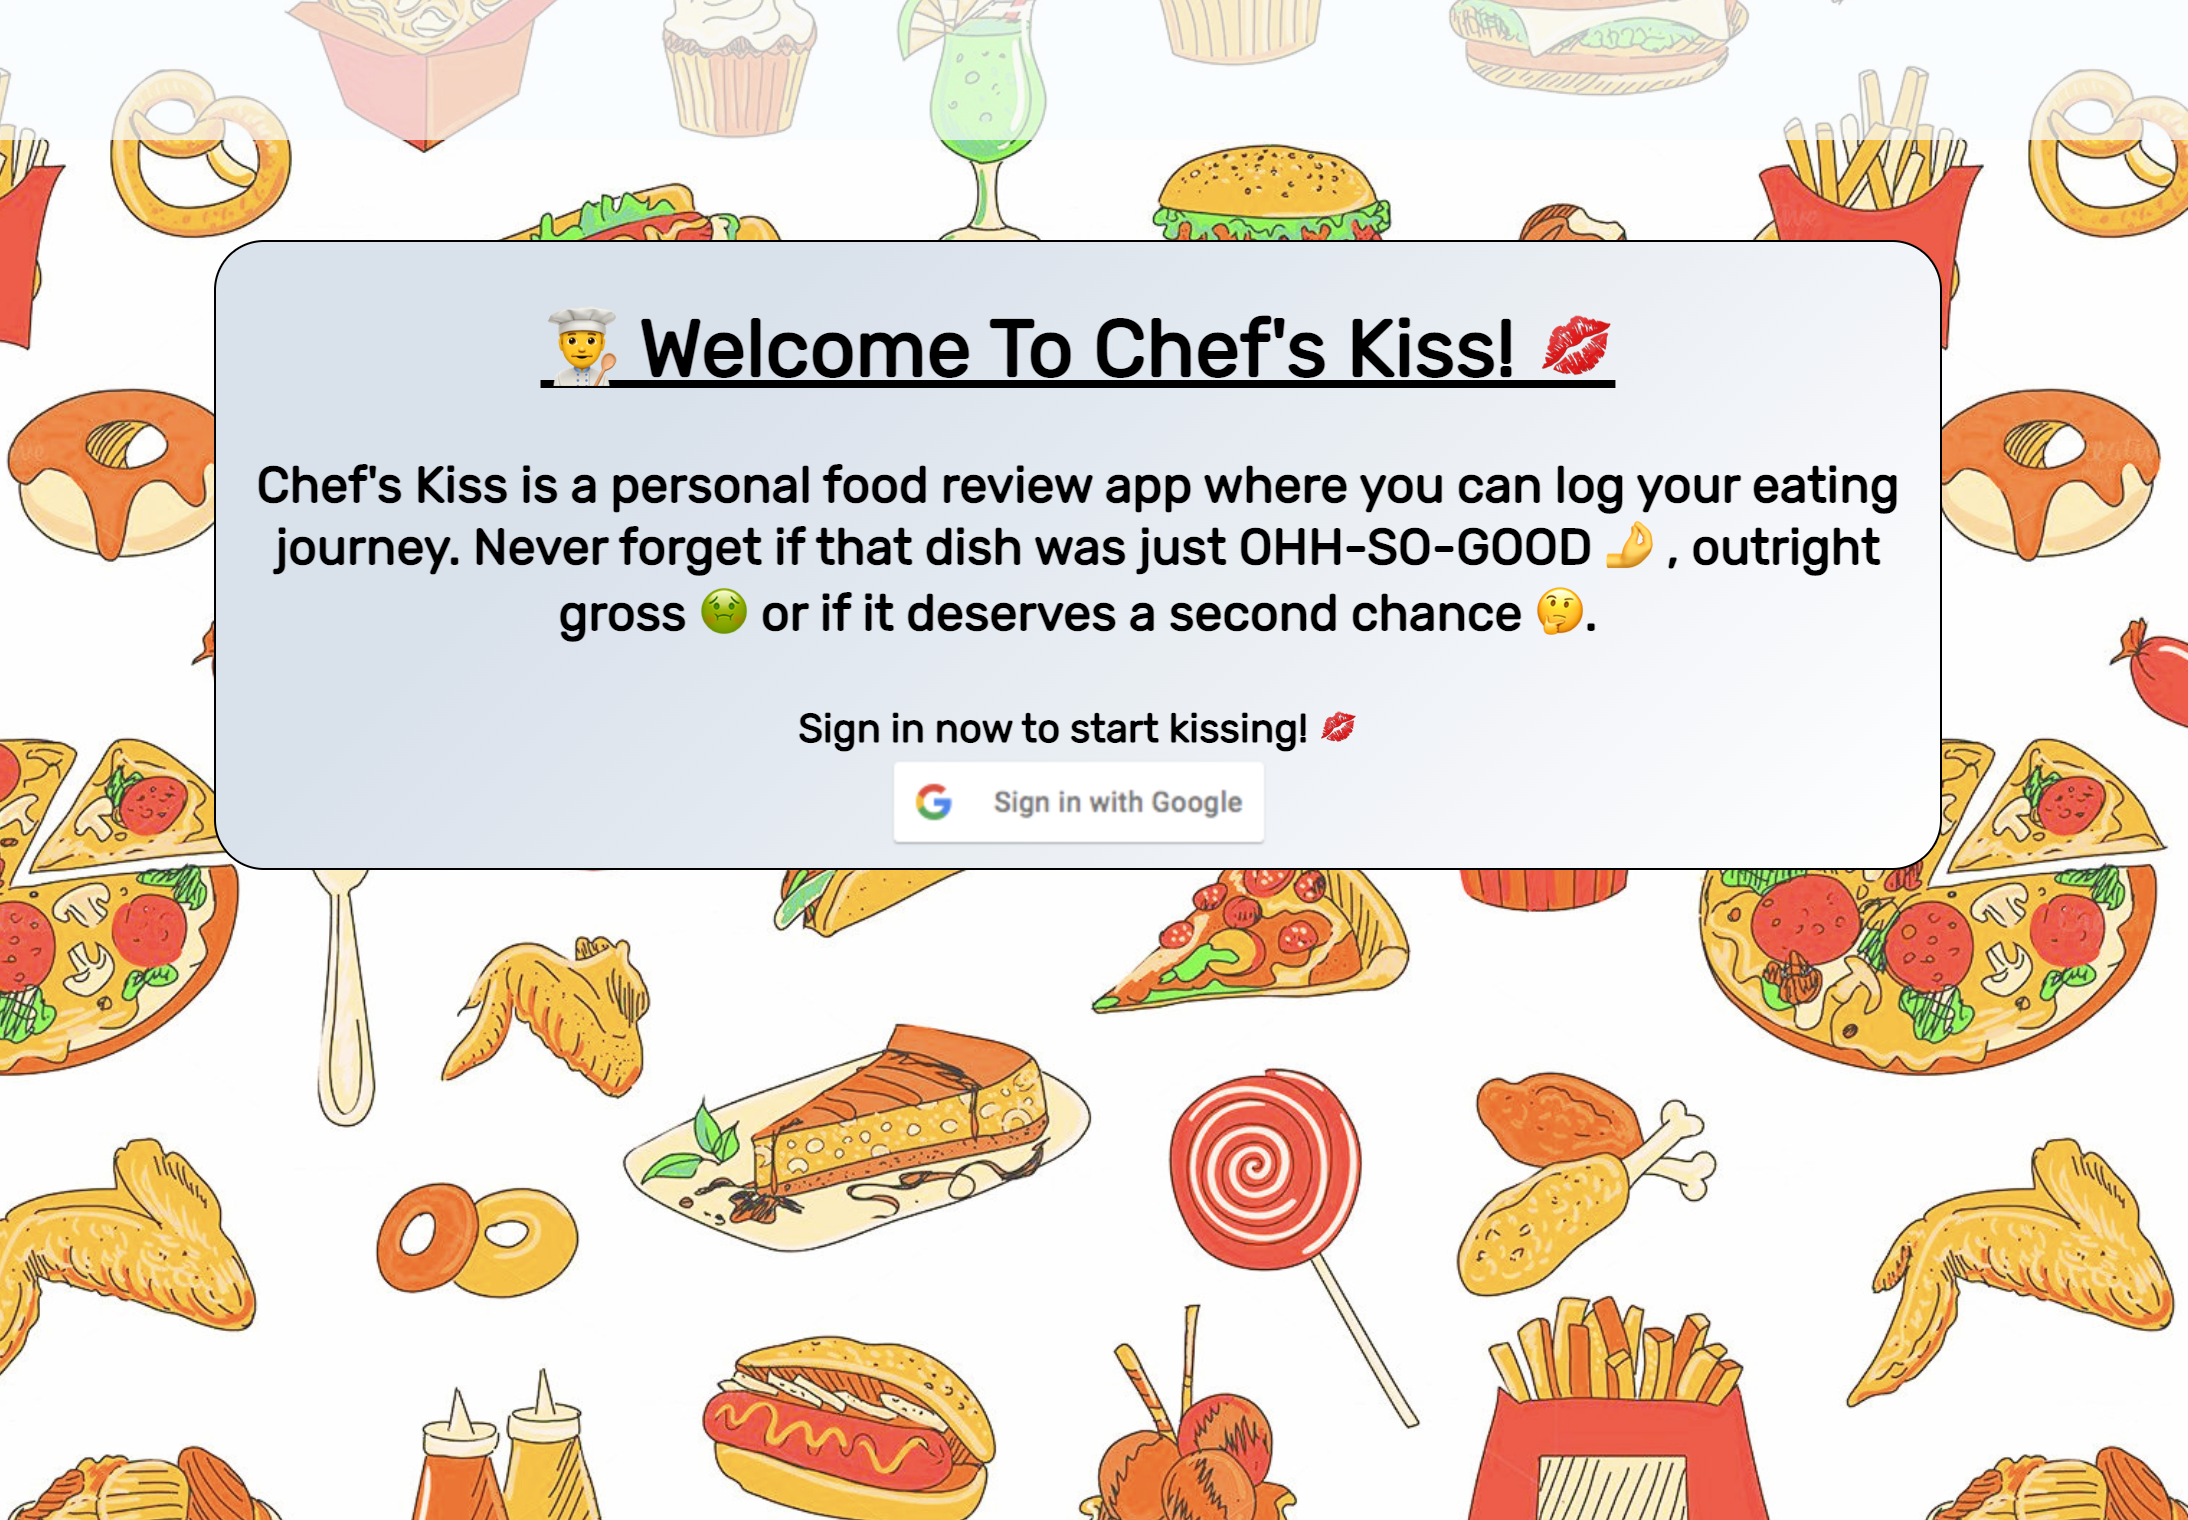 👨‍🍳 Welcome To Chef's Kiss! 💋
Chef's Kiss is a personal food review app where you can log your eating
journey. Never forget if that dish was just OHH-SO-GOOD 🤌 , outright
gross 🤢 or if it deserves a second chance 🤔.
Sign in now to start kissing! 💋
Sign in with Google